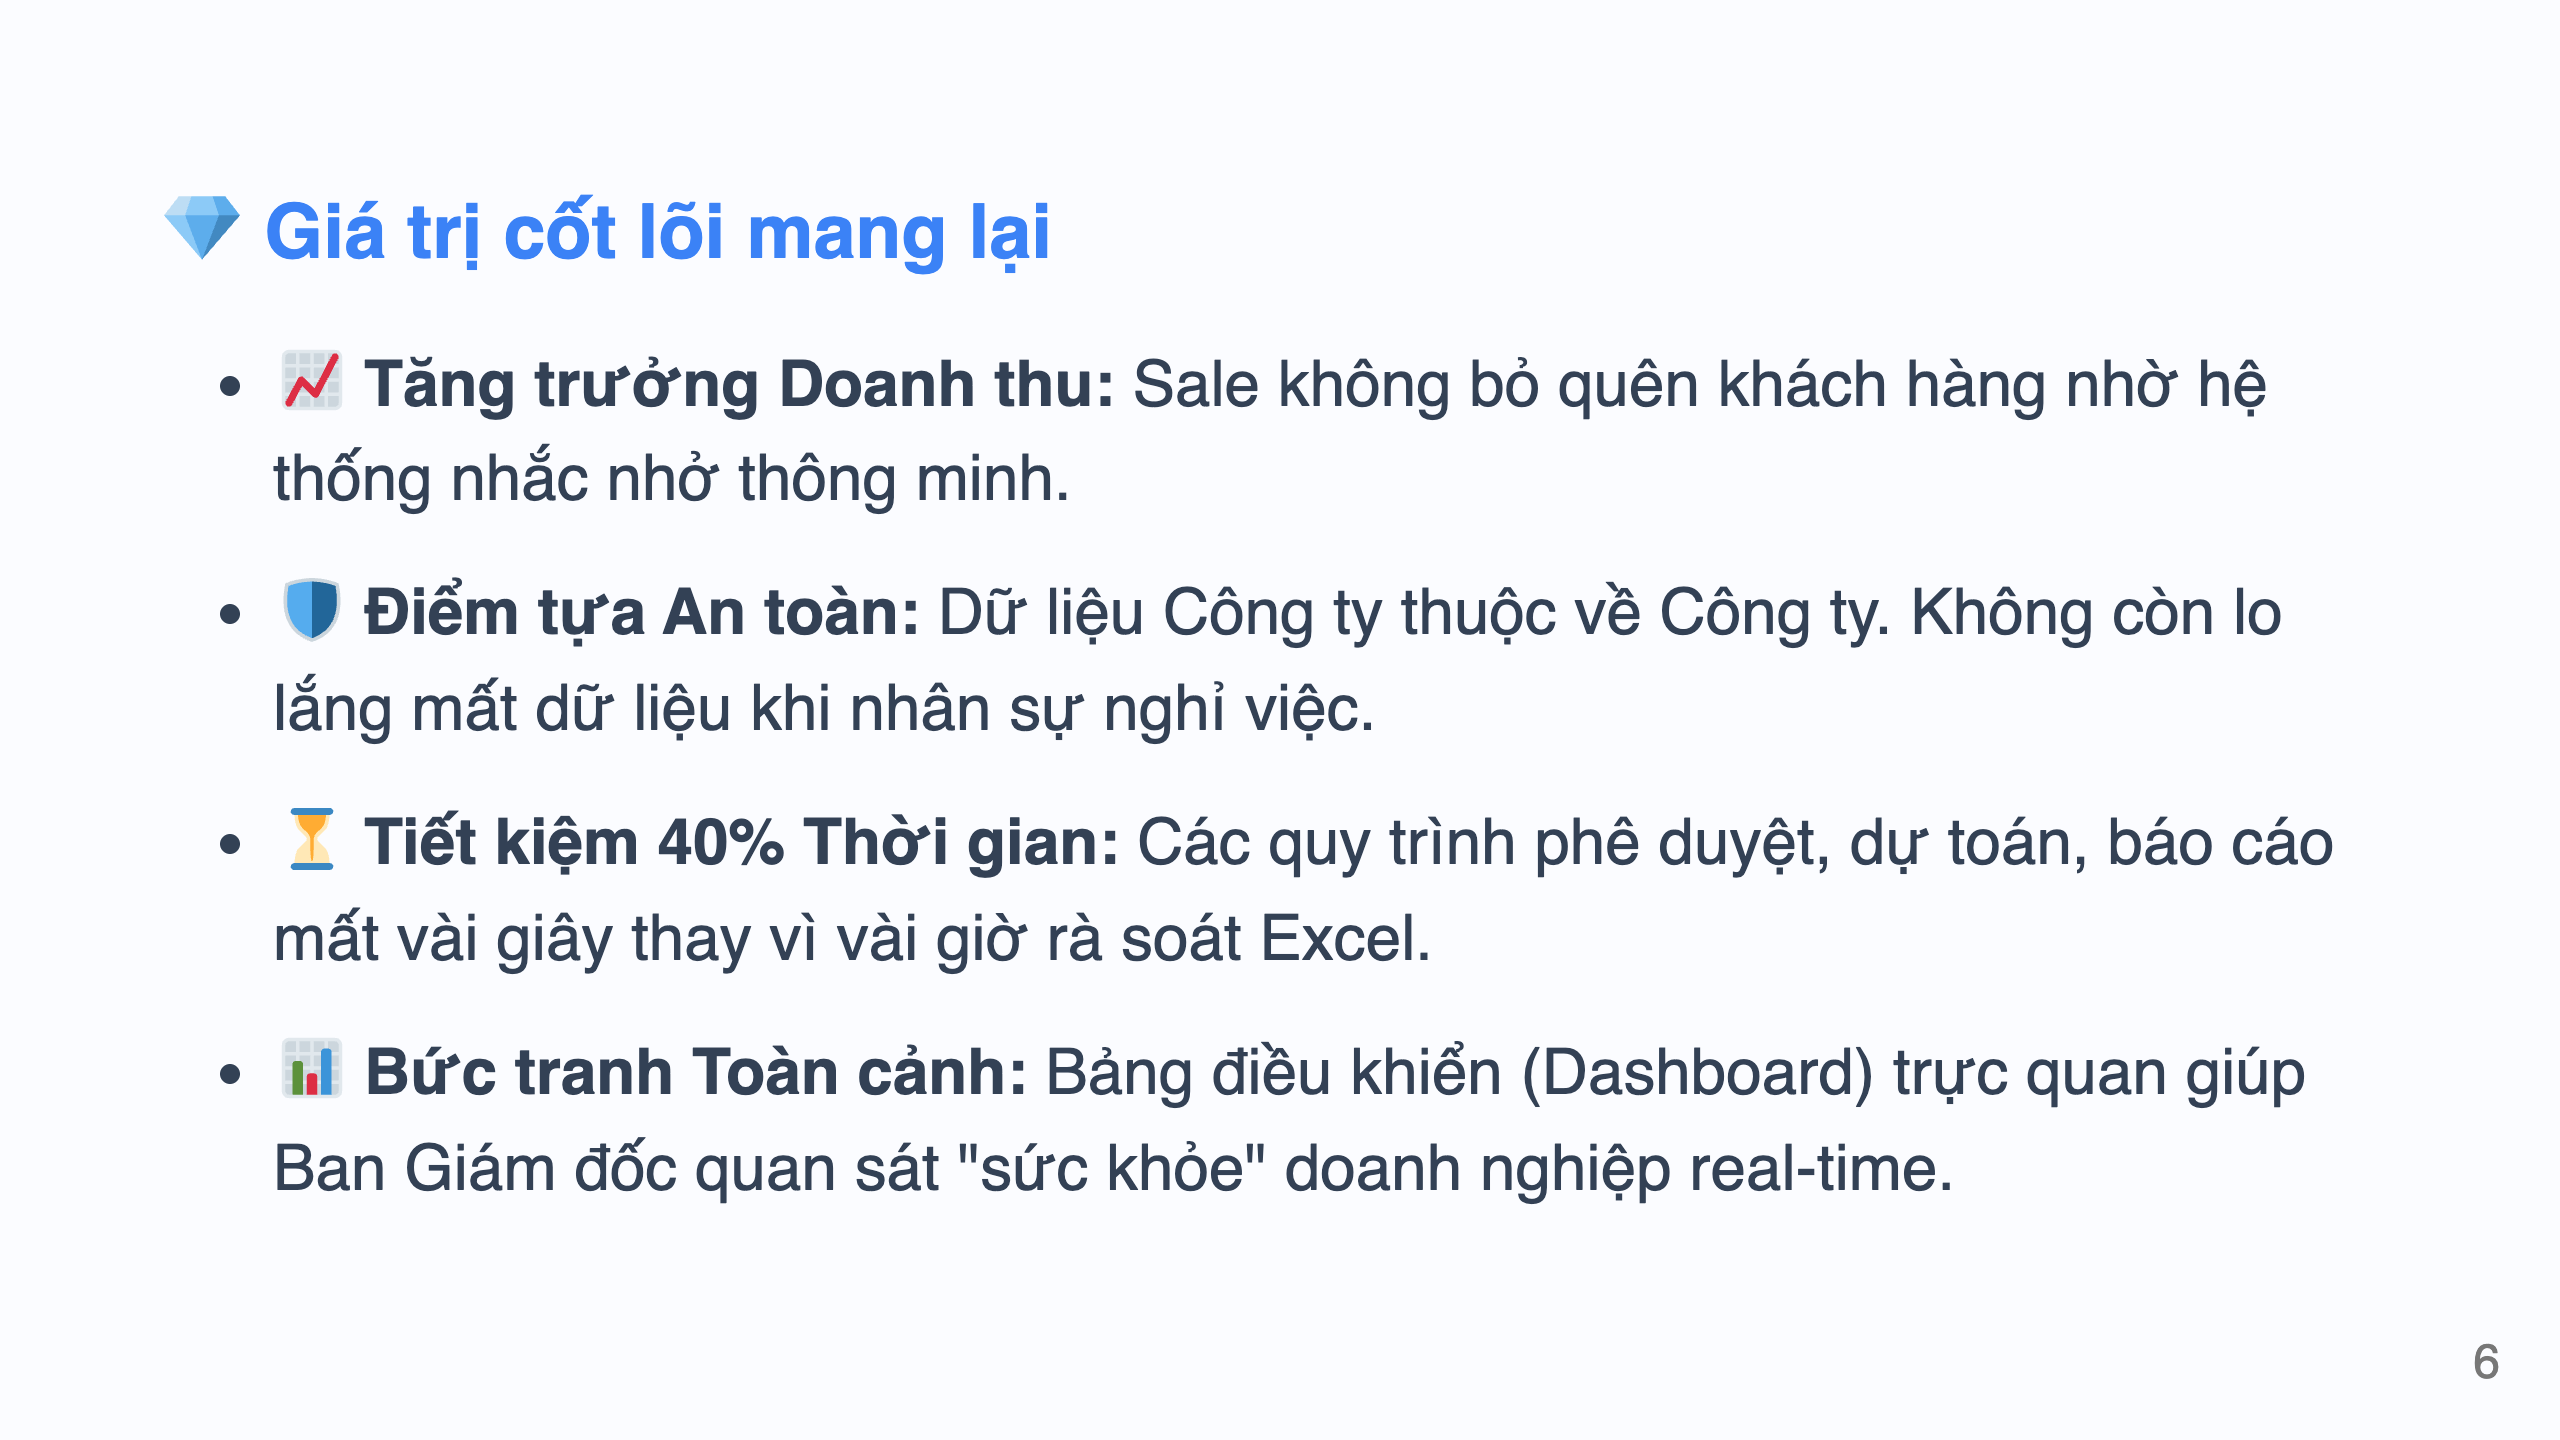 💎 Giá trị cốt lõi mang lại
• 📈 Tăng trưởng Doanh thu: Sale không bỏ quên khách hàng nhờ hệ
thống nhắc nhở thông minh.
• 🛡️ Điểm tựa An toàn: Dữ liệu Công ty thuộc về Công ty. Không còn lo
lắng mất dữ liệu khi nhân sự nghỉ việc.
• ⏳ Tiết kiệm 40% Thời gian: Các quy trình phê duyệt, dự toán, báo cáo
mất vài giây thay vì vài giờ rà soát Excel.
• 📊 Bức tranh Toàn cảnh: Bảng điều khiển (Dashboard) trực quan giúp
Ban Giám đốc quan sát "sức khỏe" doanh nghiệp real-time.
6